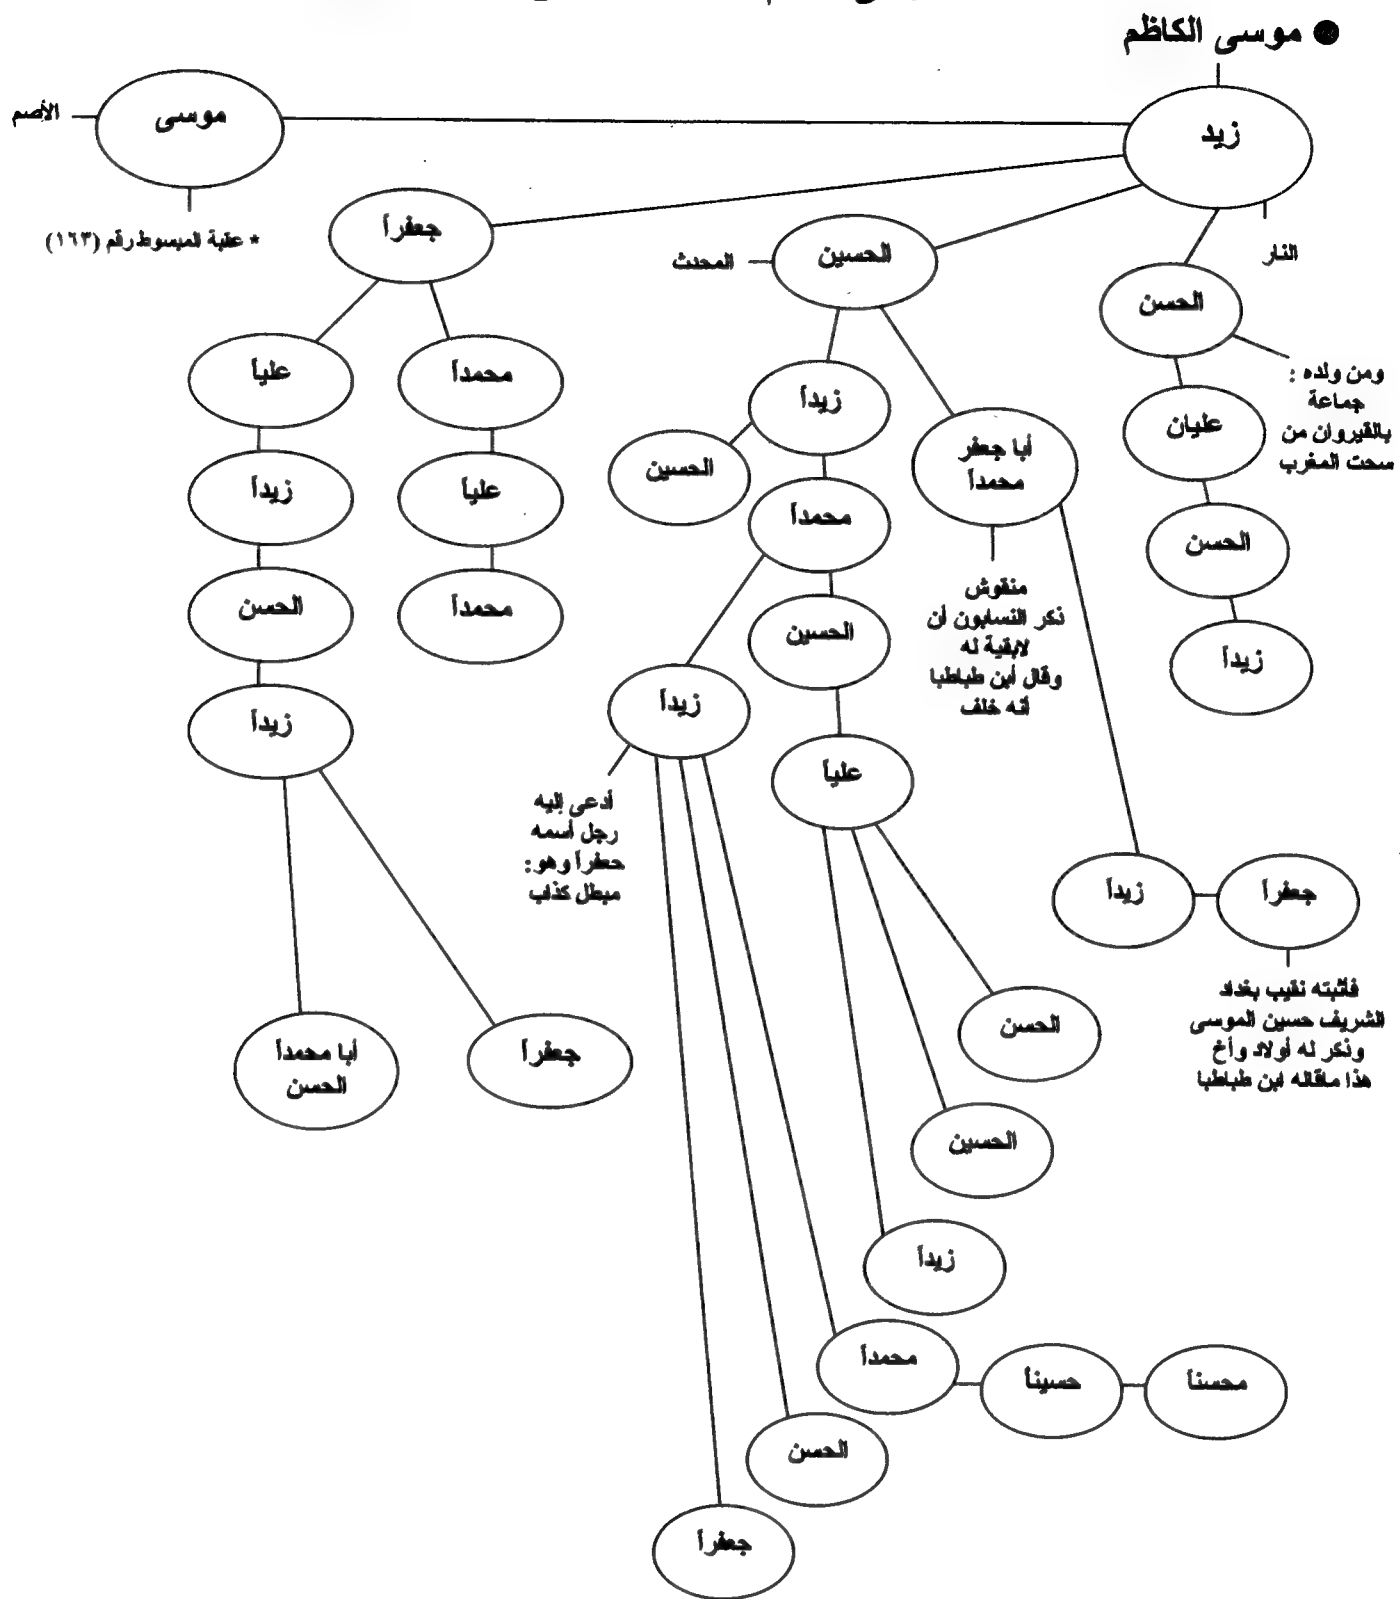 موسى الكاظم
زيد
النار
موسى
الأصم
* عقبة المبسوط رقم (١٦٣)
جعفراً
الحسين
المحدث
الحسن
ومن ولده :
جماعة
بالقيروان من
سحت المغرب
عليان
الحسن
زيداً
أبا جعفر
محمداً
منقوش
ذكر النسابون أن
لابقية له
وقال أبن طباطبا
أنه خلف
زيداً
جعفراً
فأثبته نقيب بغداد
الشريف حسين الموسى
وذكر له أولاد وأخ
هذا ماقاله ابن طباطبا
زيداً
الحسين
محمداً
الحسين
علياً
الحسن
الحسين
زيداً
زيداً
أدعى إليه
رجل أسمه
حعفراً وهو:
مبطل كذاب
محمداً
حسيناً
محسناً
الحسن
جعفراً
محمداً
علياً
محمداً
علياً
زيداً
الحسن
زيداً
جعفراً
أبا محمداً
الحسن